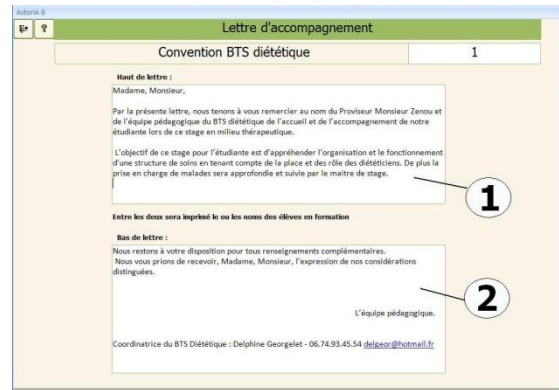 AstoriA 8
?
Lettre d'accompagnement
Convention BTS diététique
1
Haut de lettre :
Madame, Monsieur,
Par la présente lettre, nous tenons à vous remercier au nom du Proviseur Monsieur Zenou et
de l'équipe pédagogique du BTS diététique de l'accueil et de l'accompagnement de notre
étudiante lors de ce stage en milieu thérapeutique.
L'objectif de ce stage pour l'étudiante est d'appréhender l'organisation et le fonctionnement
d'une structure de soins en tenant compte de la place et des rôle des diététiciens. De plus la
prise en charge de malades sera approfondie et suivie par le maitre de stage.
1
Entre les deux sera imprimé le ou les noms des élèves en formation
Bas de lettre :
Nous restons à votre disposition pour tous renseignements complémentaires.
Nous vous prions de recevoir, Madame, Monsieur, l'expression de nos considérations
distinguées.
2
L'équipe pédagogique.
Coordinatrice du BTS Diététique : Delphine Georgelet - 06.74.93.45.54 delgeor@hotmail.fr